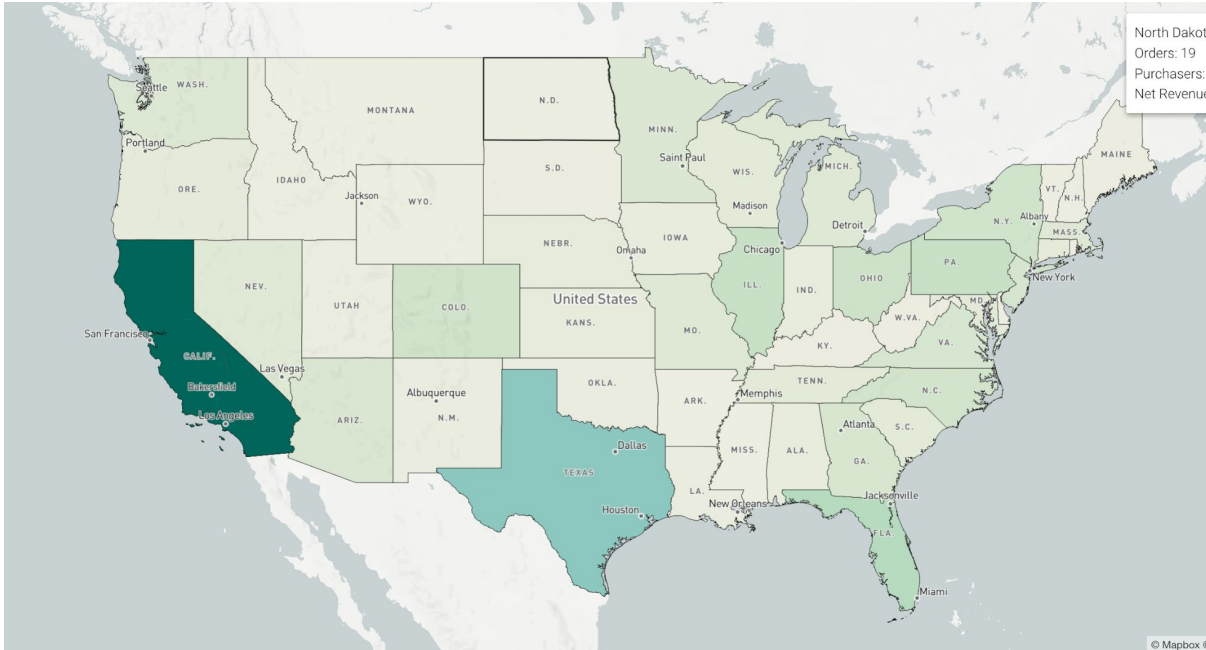 North Dakot
Orders: 19
Purchasers:
Net Revenue
WASH.
Seattle
MONTANA
N.D.
MINN.
Portland
Saint Paul
MAINE
ORE.
IDAHO
S.D.
WIS.
MICH.
VT.
N.H.
Jackson
WYO.
Madison
N.Y.
Albany
Detroit
MASS.
NEBR.
IOWA
Omaha
Chicago
NEV.
UTAH
COLO.
United States
ILL.
IND.
OHIO
PA.
New York
MD.
KANS.
MO.
W.VA.
VA.
San Francisco
CALIF.
Las Vegas
KY.
Bakersfield
Albuquerque
OKLA.
TENN.
N.C.
Memphis
Los Angeles
ARIZ.
N.M.
ARK.
Atlanta
S.C.
Dallas
MISS.
ALA.
GA.
TEXAS
LA.
Jacksonville
Houston
New Orleans
FLA.
Miami
© Mapbox ©